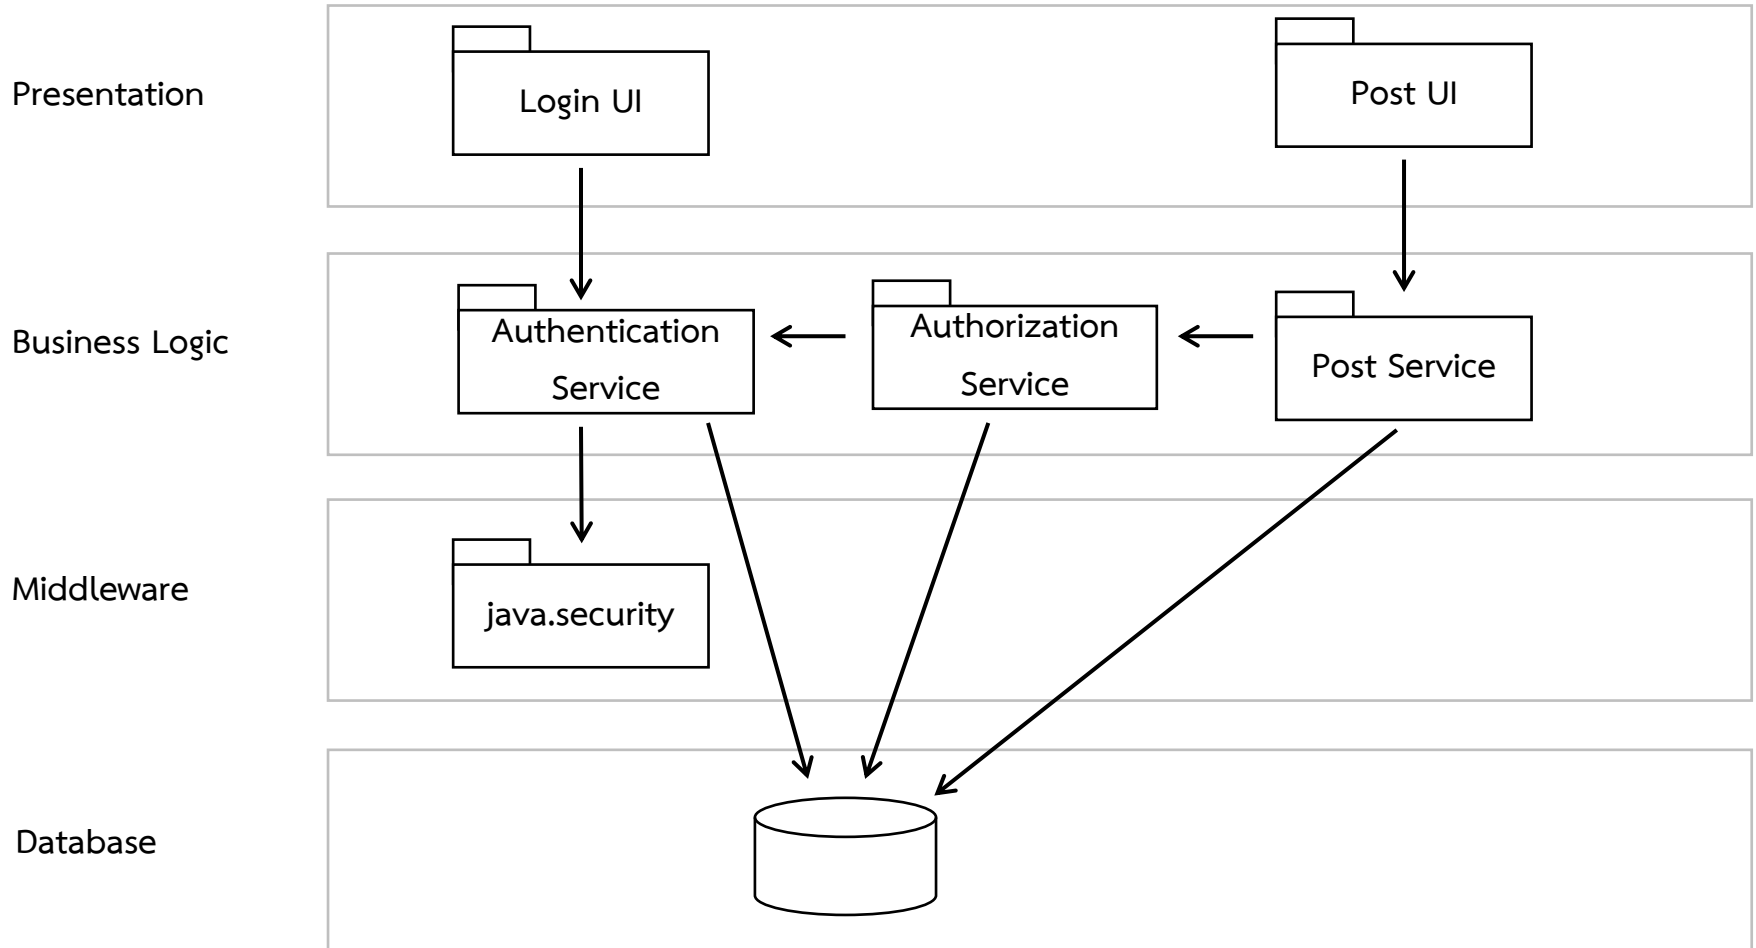 Presentation
Login UI
Post UI
Business Logic
Authentication
Service
Authorization
Service
Post Service
Middleware
java.security
Database